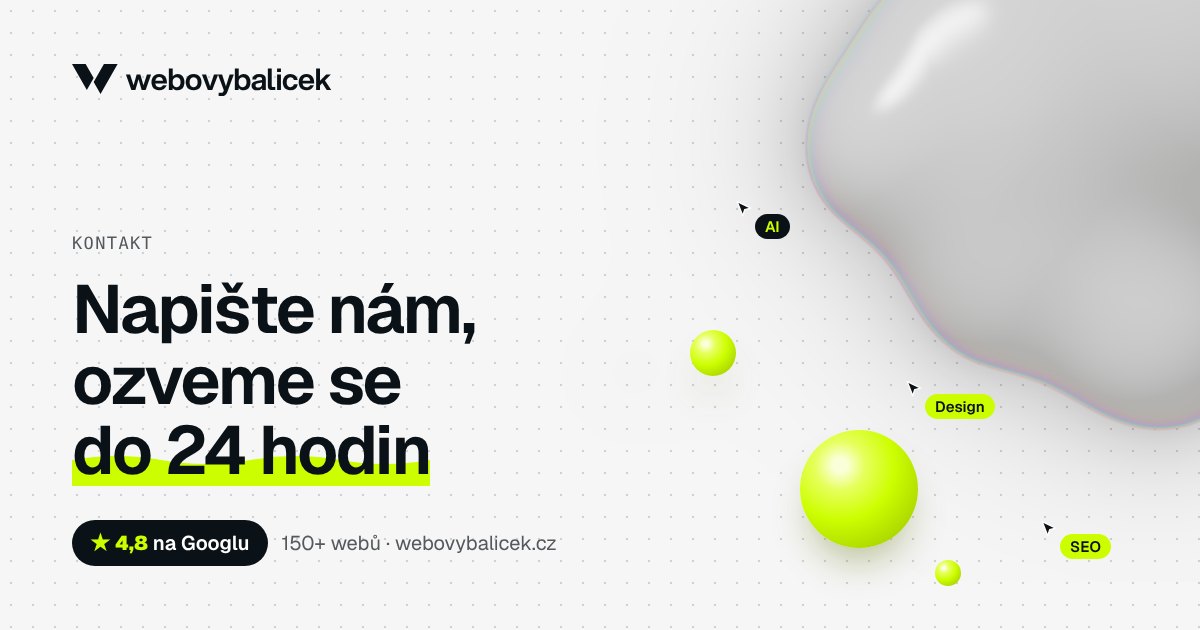 webovybalicek
KONTAKT
Napište nám,
ozveme se
do 24 hodin
★ 4,8 na Googlu
150+ webů · webovybalicek.cz
AI
Design
SEO